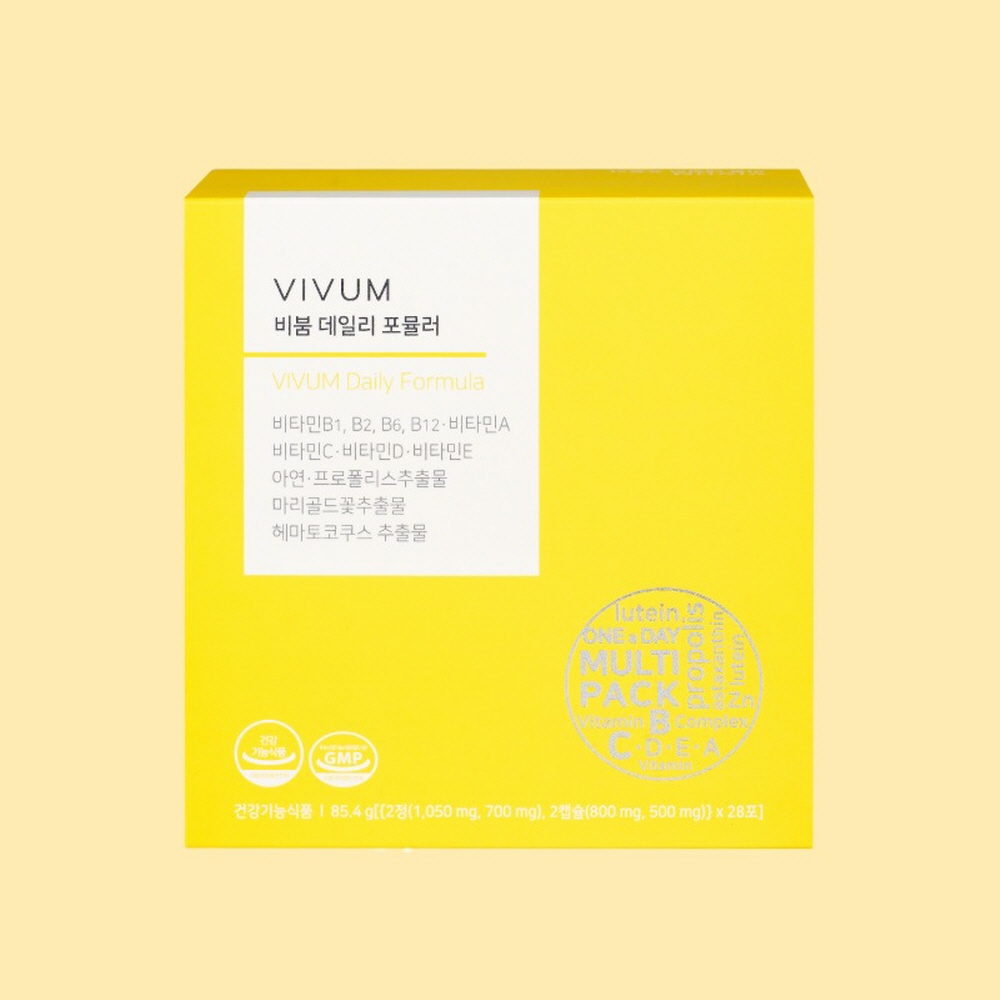 VIVUM
비붐 데일리 포뮬러
VIVUM Daily Formula
비타민B1, B2, B6, B12·비타민A
비타민C·비타민D·비타민E
아연·프로폴리스추출물
마리골드꽃추출물
헤마토코쿠스 추출물
lutein
ONE a DAY
MULTI
PACK
propolis
astaxanthin
Zn lutein
Vitamin B Complex
C·D·E·A
건강
기능식품
GMP
건강기능식품 | 85.4 g[{2정(1,050 mg, 700 mg), 2캡슐(800 mg, 500 mg)} x 28포]